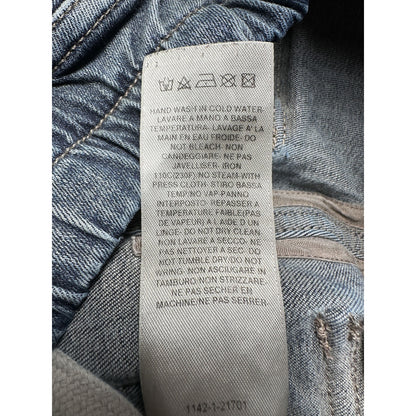 HAND WASH IN COLD WATER-
LAVARE A MANO A BASSA
TEMPERATURA- LAVAGE A' LA
MAIN EN EAU FROIDE- DO
NOT BLEACH- NON
CANDEGGIARE- NE PAS
JAVELLISER- IRON
110C(230F). NO STEAM-WITH
PRESS CLOTH- STIRO BASSA
TEMP/NO VAP-PANNO
INTERPOSTO- REPASSER A
TEMPERATURE FAIBLE(PAS
DE VAPEUR) A L AIDE D UN
LINGE- DO NOT DRY CLEAN
NON LAVARE A SECCO- NE
PAS NETTOYER A SEC- DO
NOT TUMBLE DRY/DO NOT
WRING- NON ASCIUGARE IN
TAMBURO/NON STRIZZARE-
NE PAS SECHER EN
MACHINE/NE PAS SERRER-
1142-1-21701